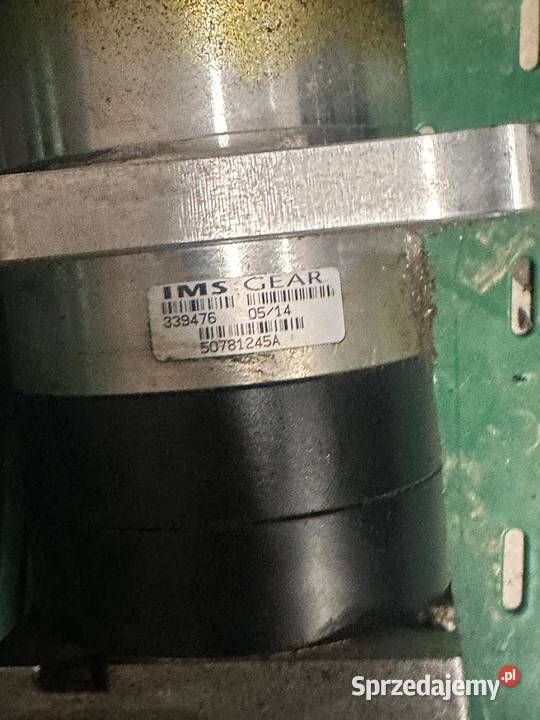 IMS GEAR
339476 05/14
50781245A
Sprzedajemy.pl